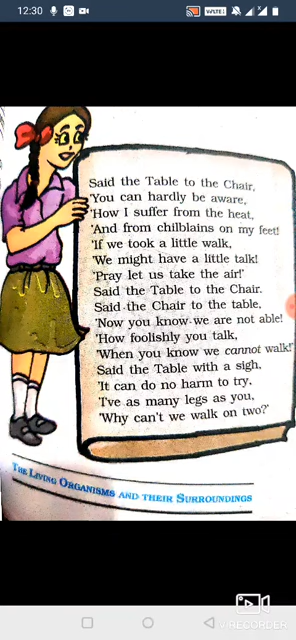 12:30
VoLTE
Said the Table to the Chair,
'You can hardly be aware,
'How I suffer from the heat,
'And from chilblains on my feet!
'If we took a little walk,
'We might have a little talk!
'Pray let us take the air!'
Said the Table to the Chair.
Said the Chair to the table,
'Now you know we are not able!
'How foolishly you talk,
'When you know we cannot walk!'
Said the Table with a sigh,
'It can do no harm to try.
'I've as many legs as you,
'Why can't we walk on two?'
THE LIVING ORGANISMS AND THEIR SURROUNDINGS
V RECORDER